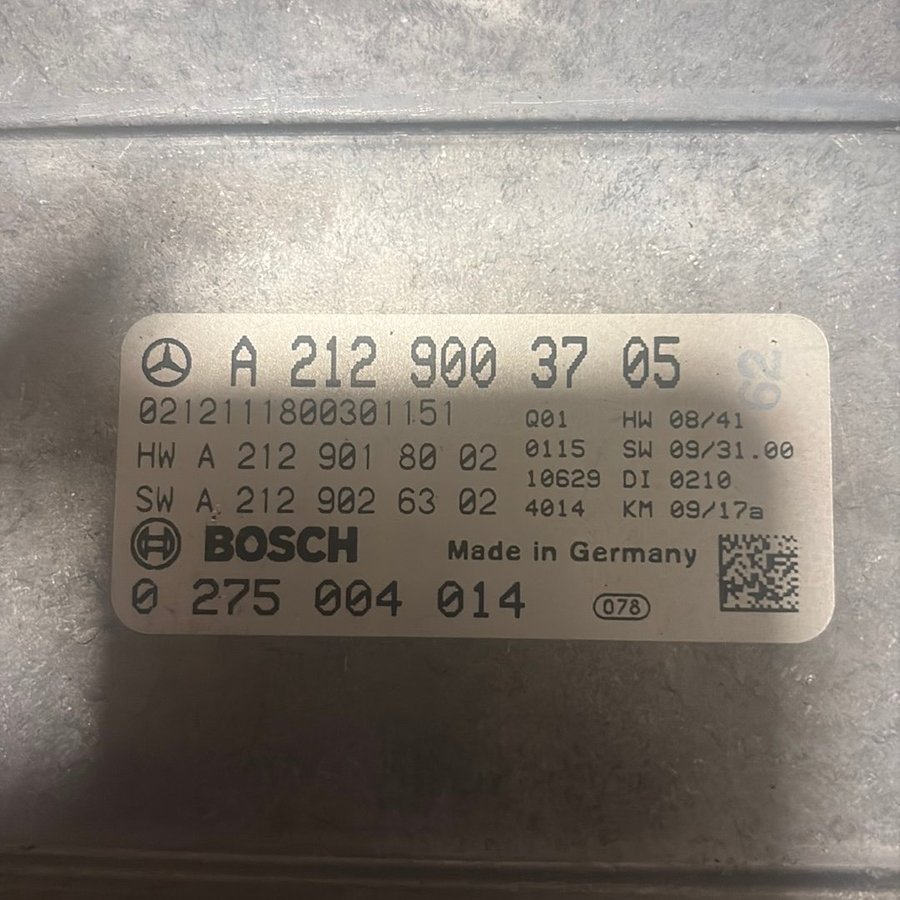 A 212 900 37 05
62
0212111800301151 Q01 HW 08/41
HW A 212 901 80 02 0115 SW 09/31.00
10629 DI 0210
SW A 212 902 63 02 4014 KM 09/17a
BOSCH Made in Germany
0 275 004 014 078